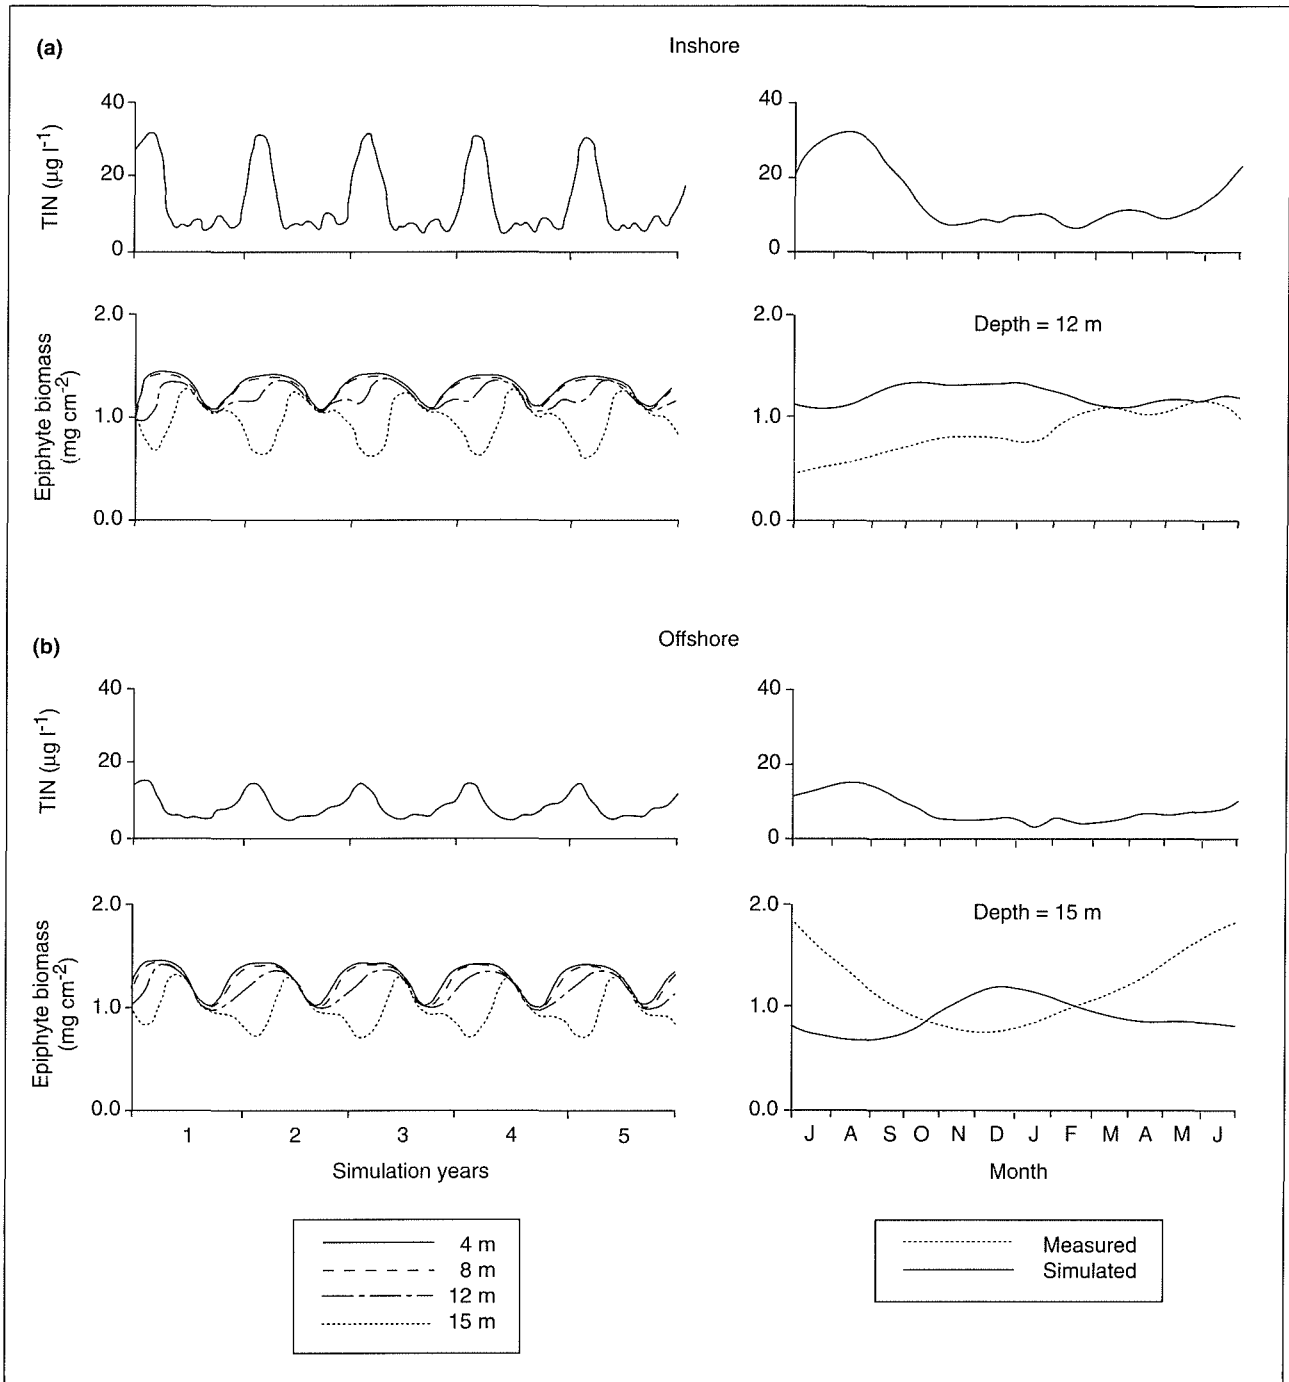 (a)
Inshore
TIN (µg l-1)
40
20
0
40
20
0
Epiphyte biomass
(mg cm-2)
2.0
1.0
0.0
Depth = 12 m
2.0
1.0
0.0
(b)
Offshore
TIN (µg l-1)
40
20
0
40
20
0
Epiphyte biomass
(mg cm-2)
2.0
1.0
0.0
1 2 3 4 5
Simulation years
Depth = 15 m
2.0
1.0
0.0
J A S O N D J F M A M J
Month
4 m
8 m
12 m
15 m
Measured
Simulated